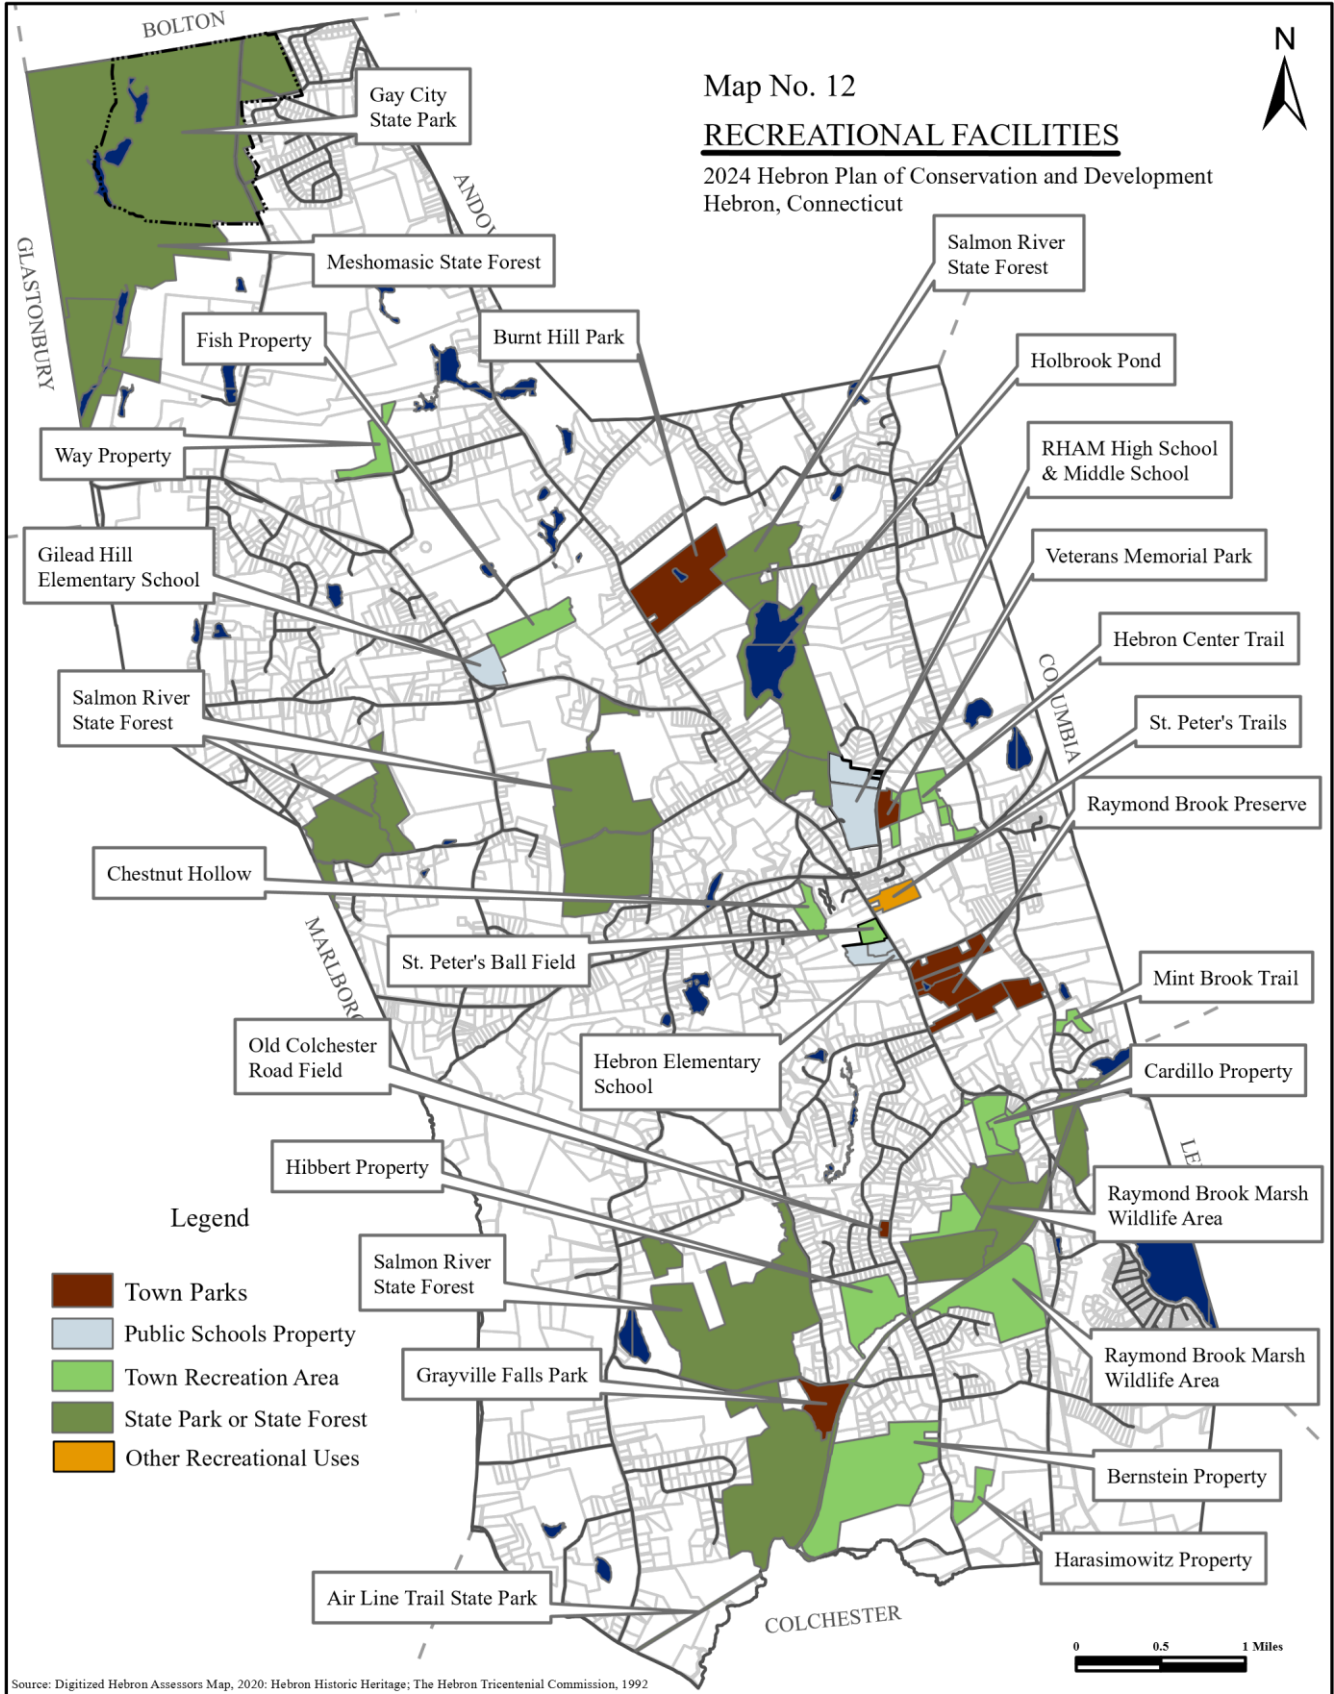 BOLTON
N
Map No. 12
RECREATIONAL FACILITIES
2024 Hebron Plan of Conservation and Development
Hebron, Connecticut
Gay City
State Park
ANDOV
GLASTONBURY
Meshomasic State Forest
Salmon River
State Forest
Fish Property
Burnt Hill Park
Holbrook Pond
Way Property
RHAM High School
& Middle School
Gilead Hill
Elementary School
Veterans Memorial Park
Hebron Center Trail
COLUMBIA
Salmon River
State Forest
St. Peter's Trails
Raymond Brook Preserve
Chestnut Hollow
MARLBORO
St. Peter's Ball Field
Mint Brook Trail
Old Colchester
Road Field
Hebron Elementary
School
Cardillo Property
Hibbert Property
LE
Raymond Brook Marsh
Wildlife Area
Legend
Town Parks
Public Schools Property
Town Recreation Area
State Park or State Forest
Other Recreational Uses
Salmon River
State Forest
Grayville Falls Park
Raymond Brook Marsh
Wildlife Area
Bernstein Property
Harasimowitz Property
Air Line Trail State Park
COLCHESTER
0 0.5 1 Miles
Source: Digitized Hebron Assessors Map, 2020: Hebron Historic Heritage; The Hebron Tricentenial Commission, 1992